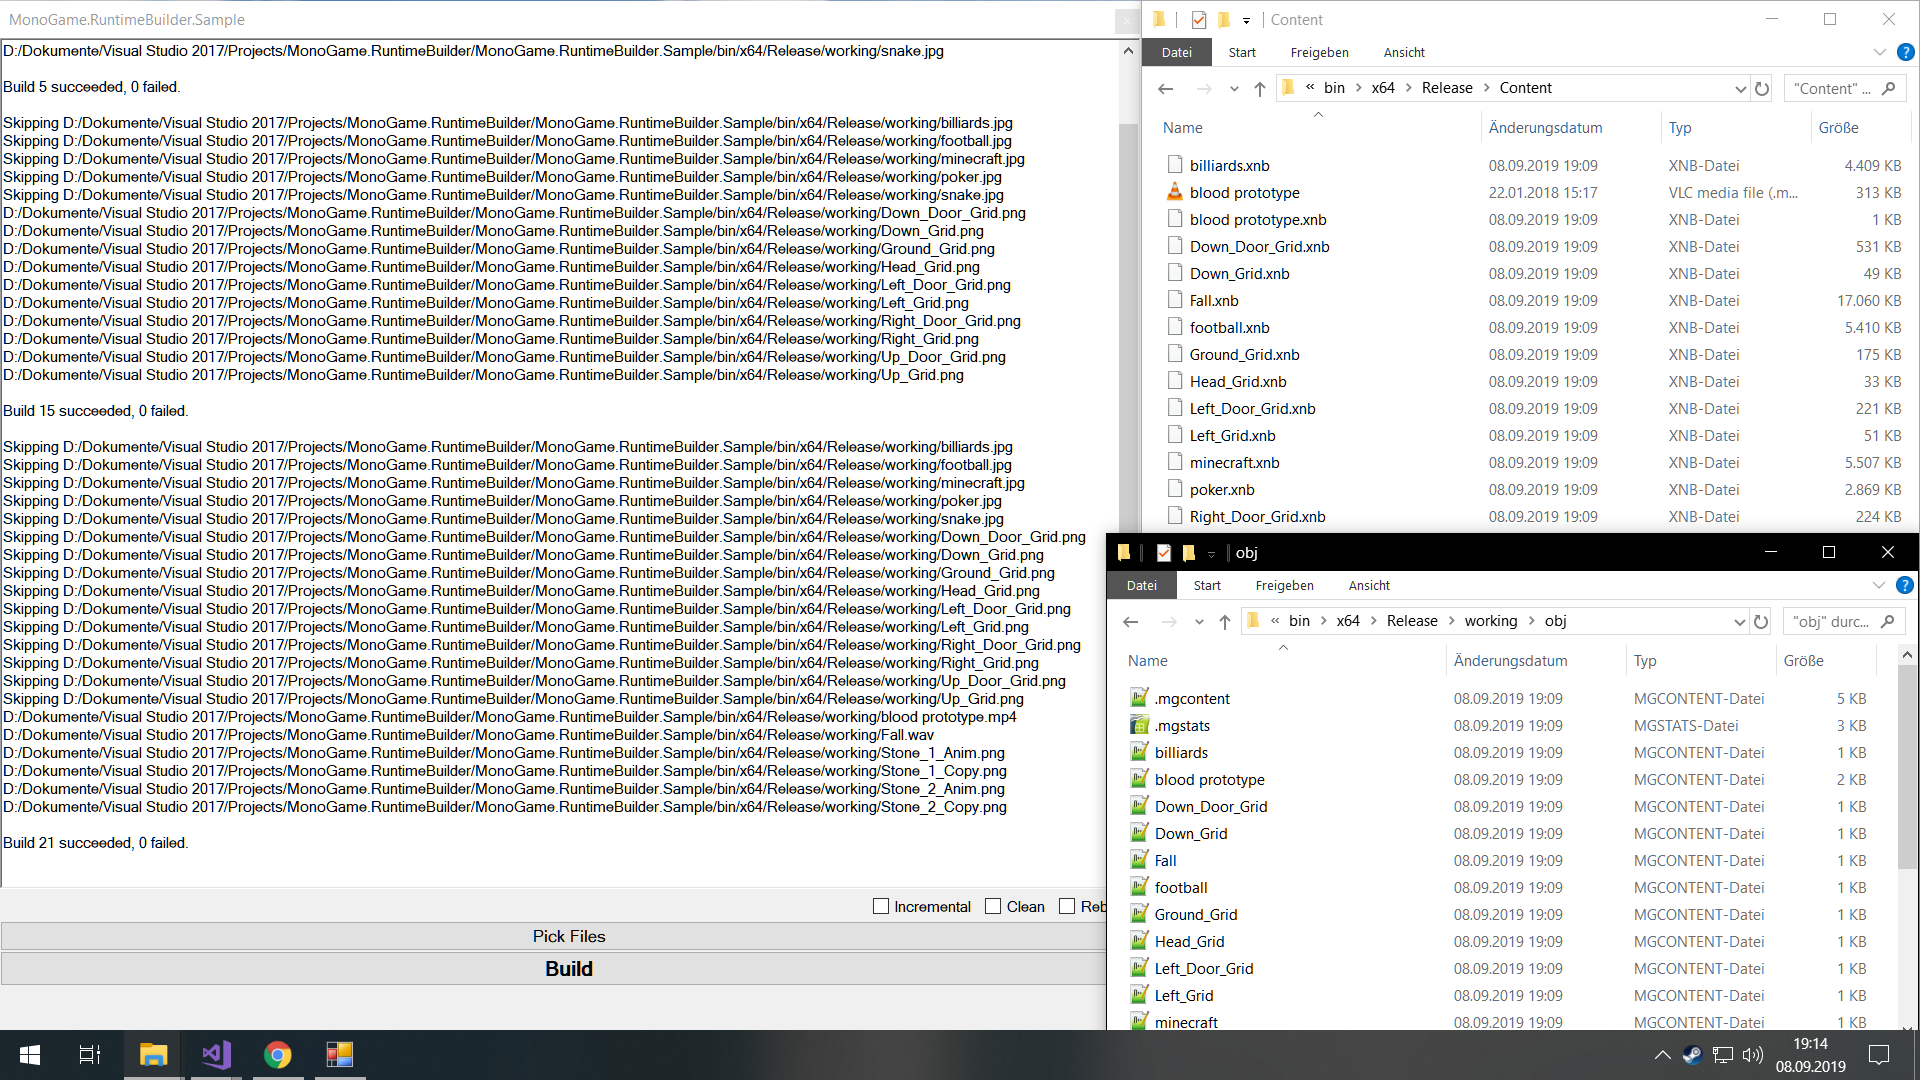 MonoGame.RuntimeBuilder.Sample
D:/Dokumente/Visual Studio 2017/Projects/MonoGame.RuntimeBuilder/MonoGame.RuntimeBuilder.Sample/bin/x64/Release/working/snake.jpg
Build 5 succeeded, 0 failed.
Skipping D:/Dokumente/Visual Studio 2017/Projects/MonoGame.RuntimeBuilder/MonoGame.RuntimeBuilder.Sample/bin/x64/Release/working/billiards.jpg
Skipping D:/Dokumente/Visual Studio 2017/Projects/MonoGame.RuntimeBuilder/MonoGame.RuntimeBuilder.Sample/bin/x64/Release/working/football.jpg
Skipping D:/Dokumente/Visual Studio 2017/Projects/MonoGame.RuntimeBuilder/MonoGame.RuntimeBuilder.Sample/bin/x64/Release/working/minecraft.jpg
Skipping D:/Dokumente/Visual Studio 2017/Projects/MonoGame.RuntimeBuilder/MonoGame.RuntimeBuilder.Sample/bin/x64/Release/working/poker.jpg
Skipping D:/Dokumente/Visual Studio 2017/Projects/MonoGame.RuntimeBuilder/MonoGame.RuntimeBuilder.Sample/bin/x64/Release/working/snake.jpg
D:/Dokumente/Visual Studio 2017/Projects/MonoGame.RuntimeBuilder/MonoGame.RuntimeBuilder.Sample/bin/x64/Release/working/Down_Door_Grid.png
D:/Dokumente/Visual Studio 2017/Projects/MonoGame.RuntimeBuilder/MonoGame.RuntimeBuilder.Sample/bin/x64/Release/working/Down_Grid.png
D:/Dokumente/Visual Studio 2017/Projects/MonoGame.RuntimeBuilder/MonoGame.RuntimeBuilder.Sample/bin/x64/Release/working/Ground_Grid.png
D:/Dokumente/Visual Studio 2017/Projects/MonoGame.RuntimeBuilder/MonoGame.RuntimeBuilder.Sample/bin/x64/Release/working/Head_Grid.png
D:/Dokumente/Visual Studio 2017/Projects/MonoGame.RuntimeBuilder/MonoGame.RuntimeBuilder.Sample/bin/x64/Release/working/Left_Door_Grid.png
D:/Dokumente/Visual Studio 2017/Projects/MonoGame.RuntimeBuilder/MonoGame.RuntimeBuilder.Sample/bin/x64/Release/working/Left_Grid.png
D:/Dokumente/Visual Studio 2017/Projects/MonoGame.RuntimeBuilder/MonoGame.RuntimeBuilder.Sample/bin/x64/Release/working/Right_Door_Grid.png
D:/Dokumente/Visual Studio 2017/Projects/MonoGame.RuntimeBuilder/MonoGame.RuntimeBuilder.Sample/bin/x64/Release/working/Right_Grid.png
D:/Dokumente/Visual Studio 2017/Projects/MonoGame.RuntimeBuilder/MonoGame.RuntimeBuilder.Sample/bin/x64/Release/working/Up_Door_Grid.png
D:/Dokumente/Visual Studio 2017/Projects/MonoGame.RuntimeBuilder/MonoGame.RuntimeBuilder.Sample/bin/x64/Release/working/Up_Grid.png
Build 15 succeeded, 0 failed.
Skipping D:/Dokumente/Visual Studio 2017/Projects/MonoGame.RuntimeBuilder/MonoGame.RuntimeBuilder.Sample/bin/x64/Release/working/billiards.jpg
Skipping D:/Dokumente/Visual Studio 2017/Projects/MonoGame.RuntimeBuilder/MonoGame.RuntimeBuilder.Sample/bin/x64/Release/working/football.jpg
Skipping D:/Dokumente/Visual Studio 2017/Projects/MonoGame.RuntimeBuilder/MonoGame.RuntimeBuilder.Sample/bin/x64/Release/working/minecraft.jpg
Skipping D:/Dokumente/Visual Studio 2017/Projects/MonoGame.RuntimeBuilder/MonoGame.RuntimeBuilder.Sample/bin/x64/Release/working/poker.jpg
Skipping D:/Dokumente/Visual Studio 2017/Projects/MonoGame.RuntimeBuilder/MonoGame.RuntimeBuilder.Sample/bin/x64/Release/working/snake.jpg
Skipping D:/Dokumente/Visual Studio 2017/Projects/MonoGame.RuntimeBuilder/MonoGame.RuntimeBuilder.Sample/bin/x64/Release/working/Down_Door_Grid.png
Skipping D:/Dokumente/Visual Studio 2017/Projects/MonoGame.RuntimeBuilder/MonoGame.RuntimeBuilder.Sample/bin/x64/Release/working/Down_Grid.png
Skipping D:/Dokumente/Visual Studio 2017/Projects/MonoGame.RuntimeBuilder/MonoGame.RuntimeBuilder.Sample/bin/x64/Release/working/Ground_Grid.png
Skipping D:/Dokumente/Visual Studio 2017/Projects/MonoGame.RuntimeBuilder/MonoGame.RuntimeBuilder.Sample/bin/x64/Release/working/Head_Grid.png
Skipping D:/Dokumente/Visual Studio 2017/Projects/MonoGame.RuntimeBuilder/MonoGame.RuntimeBuilder.Sample/bin/x64/Release/working/Left_Door_Grid.png
Skipping D:/Dokumente/Visual Studio 2017/Projects/MonoGame.RuntimeBuilder/MonoGame.RuntimeBuilder.Sample/bin/x64/Release/working/Left_Grid.png
Skipping D:/Dokumente/Visual Studio 2017/Projects/MonoGame.RuntimeBuilder/MonoGame.RuntimeBuilder.Sample/bin/x64/Release/working/Right_Door_Grid.png
Skipping D:/Dokumente/Visual Studio 2017/Projects/MonoGame.RuntimeBuilder/MonoGame.RuntimeBuilder.Sample/bin/x64/Release/working/Right_Grid.png
Skipping D:/Dokumente/Visual Studio 2017/Projects/MonoGame.RuntimeBuilder/MonoGame.RuntimeBuilder.Sample/bin/x64/Release/working/Up_Door_Grid.png
Skipping D:/Dokumente/Visual Studio 2017/Projects/MonoGame.RuntimeBuilder/MonoGame.RuntimeBuilder.Sample/bin/x64/Release/working/Up_Grid.png
D:/Dokumente/Visual Studio 2017/Projects/MonoGame.RuntimeBuilder/MonoGame.RuntimeBuilder.Sample/bin/x64/Release/working/blood prototype.mp4
D:/Dokumente/Visual Studio 2017/Projects/MonoGame.RuntimeBuilder/MonoGame.RuntimeBuilder.Sample/bin/x64/Release/working/Fall.wav
D:/Dokumente/Visual Studio 2017/Projects/MonoGame.RuntimeBuilder/MonoGame.RuntimeBuilder.Sample/bin/x64/Release/working/Stone_1_Anim.png
D:/Dokumente/Visual Studio 2017/Projects/MonoGame.RuntimeBuilder/MonoGame.RuntimeBuilder.Sample/bin/x64/Release/working/Stone_1_Copy.png
D:/Dokumente/Visual Studio 2017/Projects/MonoGame.RuntimeBuilder/MonoGame.RuntimeBuilder.Sample/bin/x64/Release/working/Stone_2_Anim.png
D:/Dokumente/Visual Studio 2017/Projects/MonoGame.RuntimeBuilder/MonoGame.RuntimeBuilder.Sample/bin/x64/Release/working/Stone_2_Copy.png
Build 21 succeeded, 0 failed.
Incremental Clean Reb
Pick Files
Build
Content
Datei Start Freigeben Ansicht ?
« bin > x64 > Release > Content "Content" ...
Name Änderungsdatum Typ Größe
billiards.xnb 08.09.2019 19:09 XNB-Datei 4.409 KB
blood prototype 22.01.2018 15:17 VLC media file (.m... 313 KB
blood prototype.xnb 08.09.2019 19:09 XNB-Datei 1 KB
Down_Door_Grid.xnb 08.09.2019 19:09 XNB-Datei 531 KB
Down_Grid.xnb 08.09.2019 19:09 XNB-Datei 49 KB
Fall.xnb 08.09.2019 19:09 XNB-Datei 17.060 KB
football.xnb 08.09.2019 19:09 XNB-Datei 5.410 KB
Ground_Grid.xnb 08.09.2019 19:09 XNB-Datei 175 KB
Head_Grid.xnb 08.09.2019 19:09 XNB-Datei 33 KB
Left_Door_Grid.xnb 08.09.2019 19:09 XNB-Datei 221 KB
Left_Grid.xnb 08.09.2019 19:09 XNB-Datei 51 KB
minecraft.xnb 08.09.2019 19:09 XNB-Datei 5.507 KB
poker.xnb 08.09.2019 19:09 XNB-Datei 2.869 KB
Right_Door_Grid.xnb 08.09.2019 19:09 XNB-Datei 224 KB
obj
Datei Start Freigeben Ansicht ?
« bin > x64 > Release > working > obj "obj" durc...
Name Änderungsdatum Typ Größe
.mgcontent 08.09.2019 19:09 MGCONTENT-Datei 5 KB
.mgstats 08.09.2019 19:09 MGSTATS-Datei 3 KB
billiards 08.09.2019 19:09 MGCONTENT-Datei 1 KB
blood prototype 08.09.2019 19:09 MGCONTENT-Datei 2 KB
Down_Door_Grid 08.09.2019 19:09 MGCONTENT-Datei 1 KB
Down_Grid 08.09.2019 19:09 MGCONTENT-Datei 1 KB
Fall 08.09.2019 19:09 MGCONTENT-Datei 1 KB
football 08.09.2019 19:09 MGCONTENT-Datei 1 KB
Ground_Grid 08.09.2019 19:09 MGCONTENT-Datei 1 KB
Head_Grid 08.09.2019 19:09 MGCONTENT-Datei 1 KB
Left_Door_Grid 08.09.2019 19:09 MGCONTENT-Datei 1 KB
Left_Grid 08.09.2019 19:09 MGCONTENT-Datei 1 KB
minecraft 08.09.2019 19:09 MGCONTENT-Datei 1 KB
19:14
08.09.2019